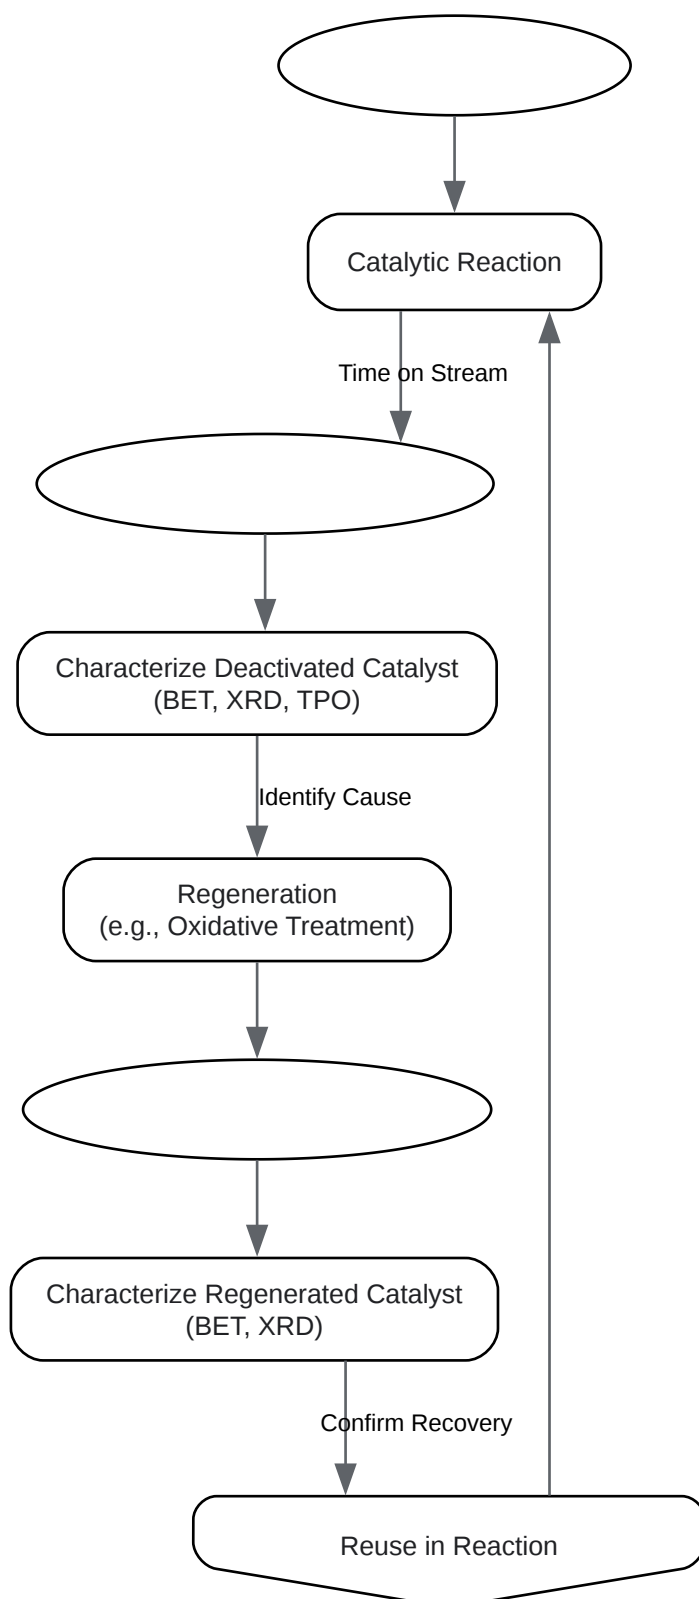 Catalytic Reaction
Time on Stream
Characterize Deactivated Catalyst
(BET, XRD, TPO)
Identify Cause
Regeneration
(e.g., Oxidative Treatment)
Characterize Regenerated Catalyst
(BET, XRD)
Confirm Recovery
Reuse in Reaction